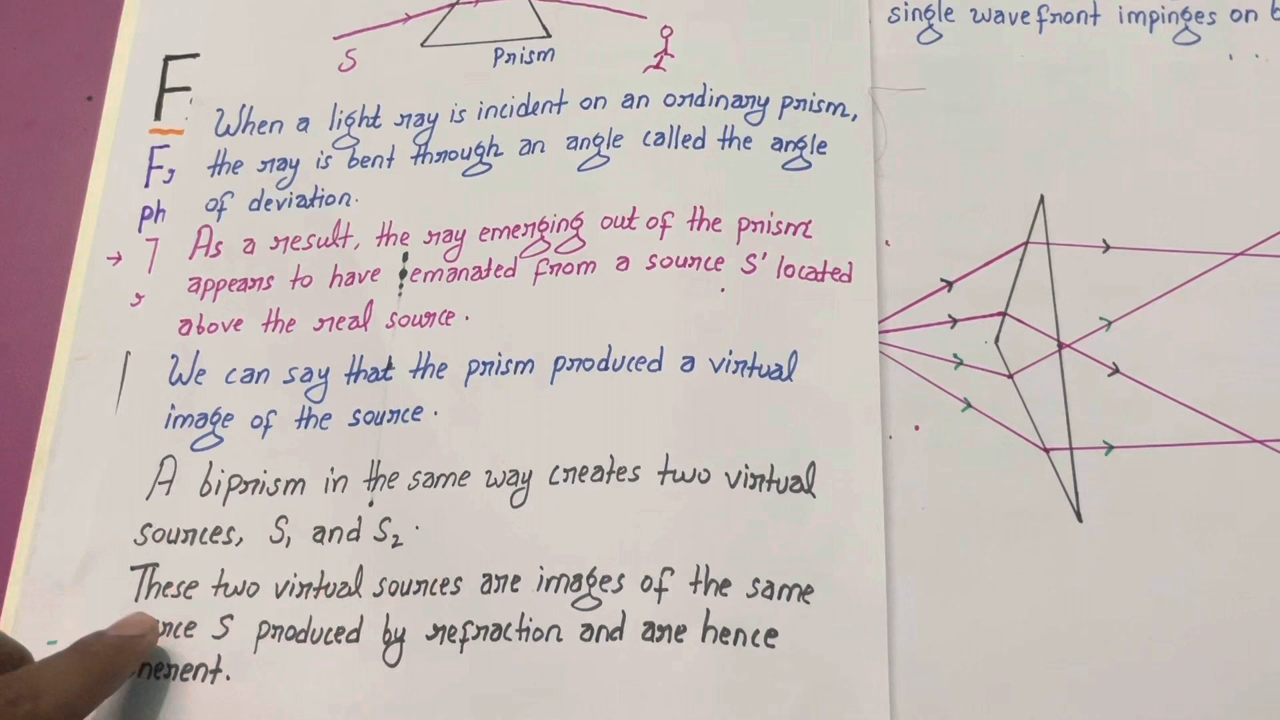 single wavefront impinges on
S
Prism
F
When a light ray is incident on an ordinary prism,
the ray is bent through an angle called the angle
of deviation.
Ph
As a result, the ray emerging out of the prism
appears to have emanated from a source S' located
above the real source.
We can say that the prism produced a virtual
image of the source.
A biprism in the same way creates two virtual
sources, S₁ and S₂.
These two virtual sources are images of the same
S produced by refraction and are hence